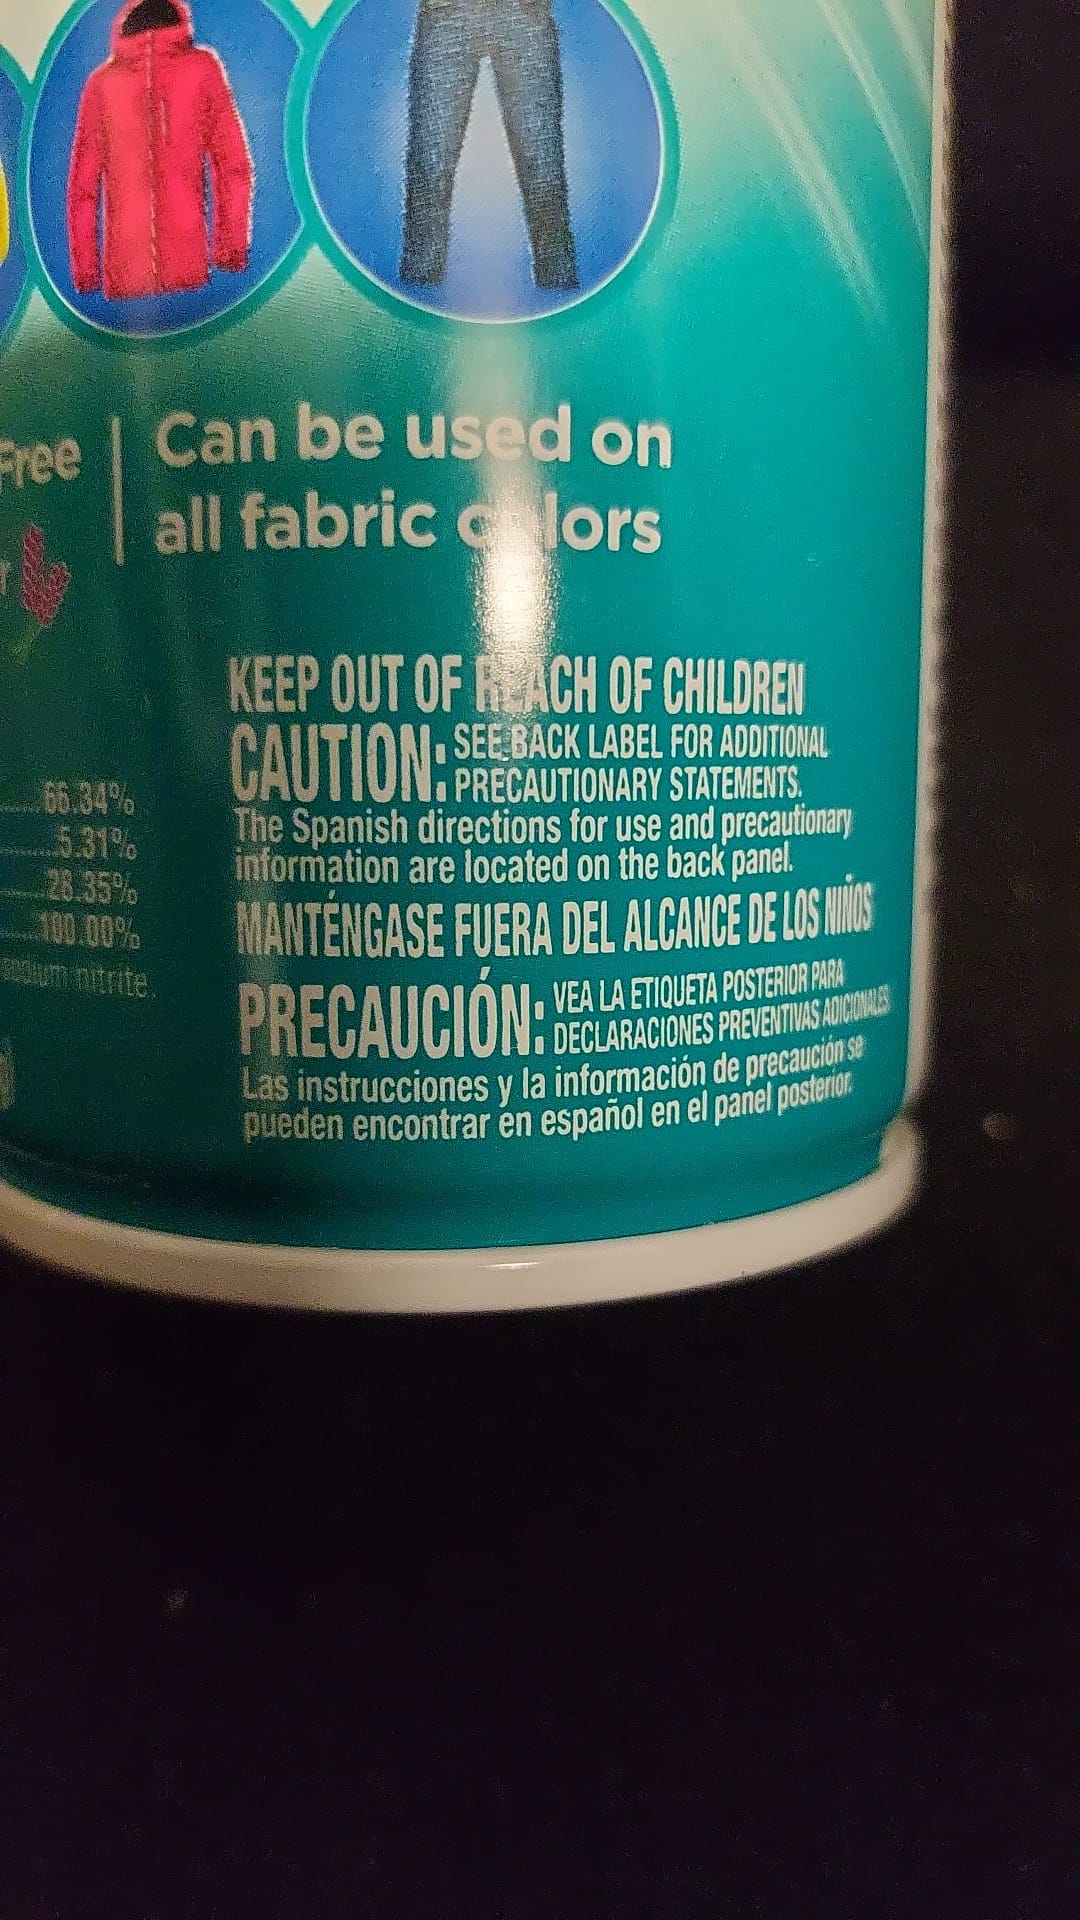 Free
Can be used on
all fabric colors
KEEP OUT OF REACH OF CHILDREN
CAUTION: SEE BACK LABEL FOR ADDITIONAL
PRECAUTIONARY STATEMENTS.
The Spanish directions for use and precautionary
information are located on the back panel.
MANTÉNGASE FUERA DEL ALCANCE DE LOS NIÑOS
PRECAUCIÓN: VEA LA ETIQUETA POSTERIOR PARA
DECLARACIONES PREVENTIVAS ADICIONALES
Las instrucciones y la información de precaución se
pueden encontrar en español en el panel posterior.
66.34%
5.31%
28.35%
100.00%
sodium nitrite.